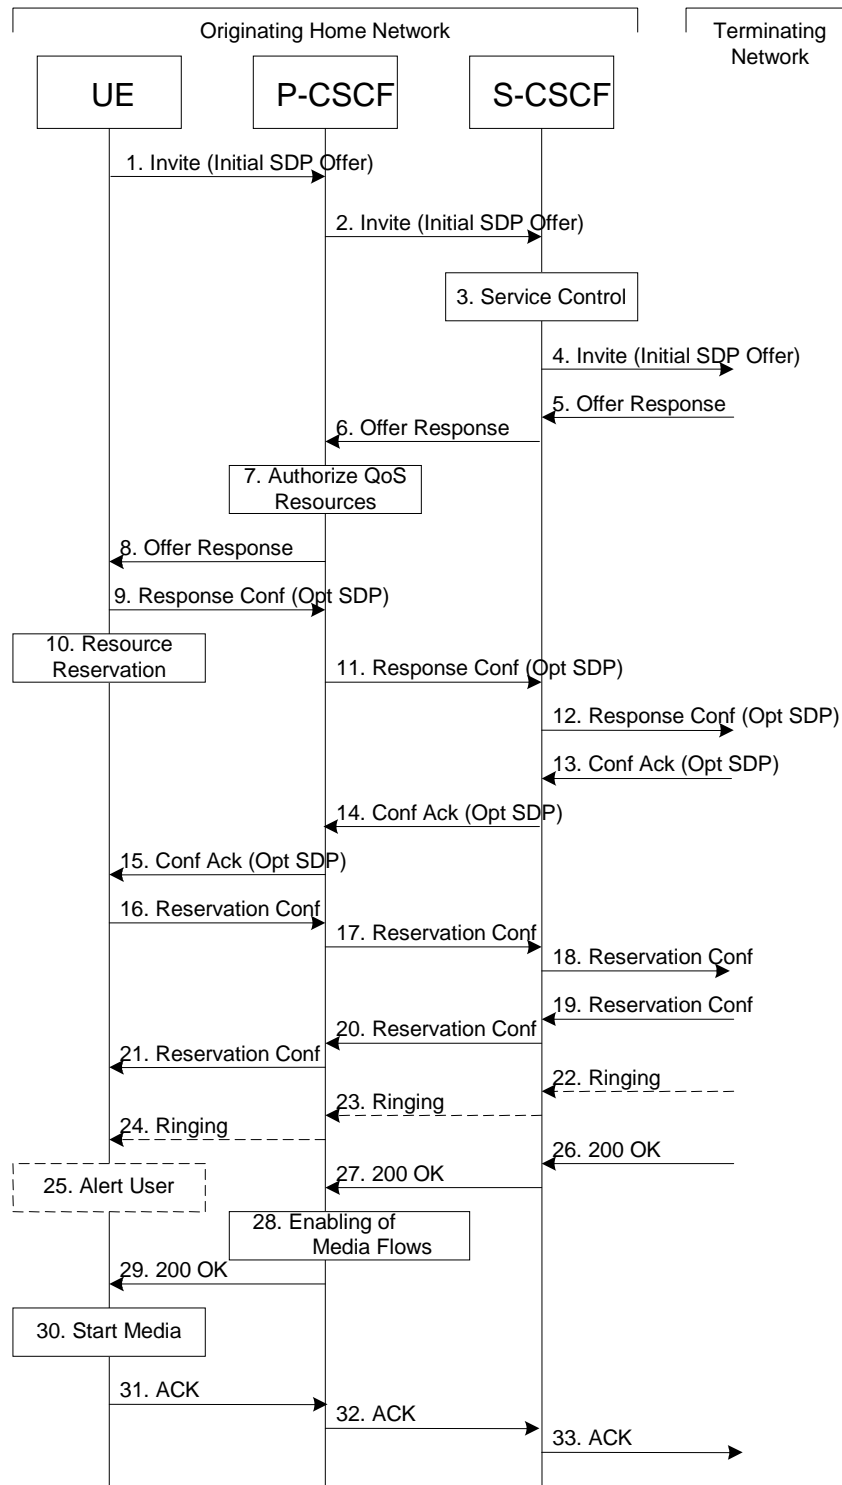 Originating Home Network
Terminating
Network
UE
P-CSCF
S-CSCF
1. Invite (Initial SDP Offer)
2. Invite (Initial SDP Offer)
3. Service Control
4. Invite (Initial SDP Offer)
5. Offer Response
6. Offer Response
7. Authorize QoS
Resources
8. Offer Response
9. Response Conf (Opt SDP)
10. Resource
Reservation
11. Response Conf (Opt SDP)
12. Response Conf (Opt SDP)
13. Conf Ack (Opt SDP)
14. Conf Ack (Opt SDP)
15. Conf Ack (Opt SDP)
16. Reservation Conf
17. Reservation Conf
18. Reservation Conf
19. Reservation Conf
20. Reservation Conf
21. Reservation Conf
22. Ringing
23. Ringing
24. Ringing
25. Alert User
26. 200 OK
27. 200 OK
28. Enabling of
Media Flows
29. 200 OK
30. Start Media
31. ACK
32. ACK
33. ACK